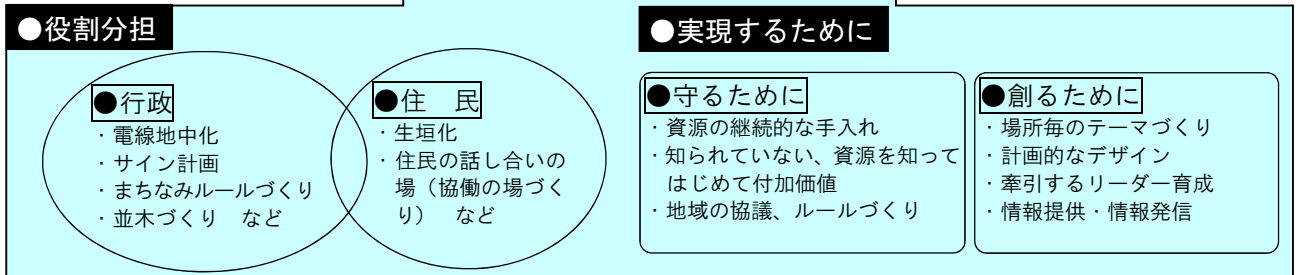 ●役割分担
●行政
・電線地中化
・サイン計画
・まちなみルールづくり
・並木づくり　など
●住　民
・生垣化
・住民の話し合いの
場（協働の場づく
り）　など
●実現するために
●守るために
・資源の継続的な手入れ
・知られていない、資源を知って
はじめて付加価値
・地域の協議、ルールづくり
●創るために
・場所毎のテーマづくり
・計画的なデザイン
・牽引するリーダー育成
・情報提供・情報発信